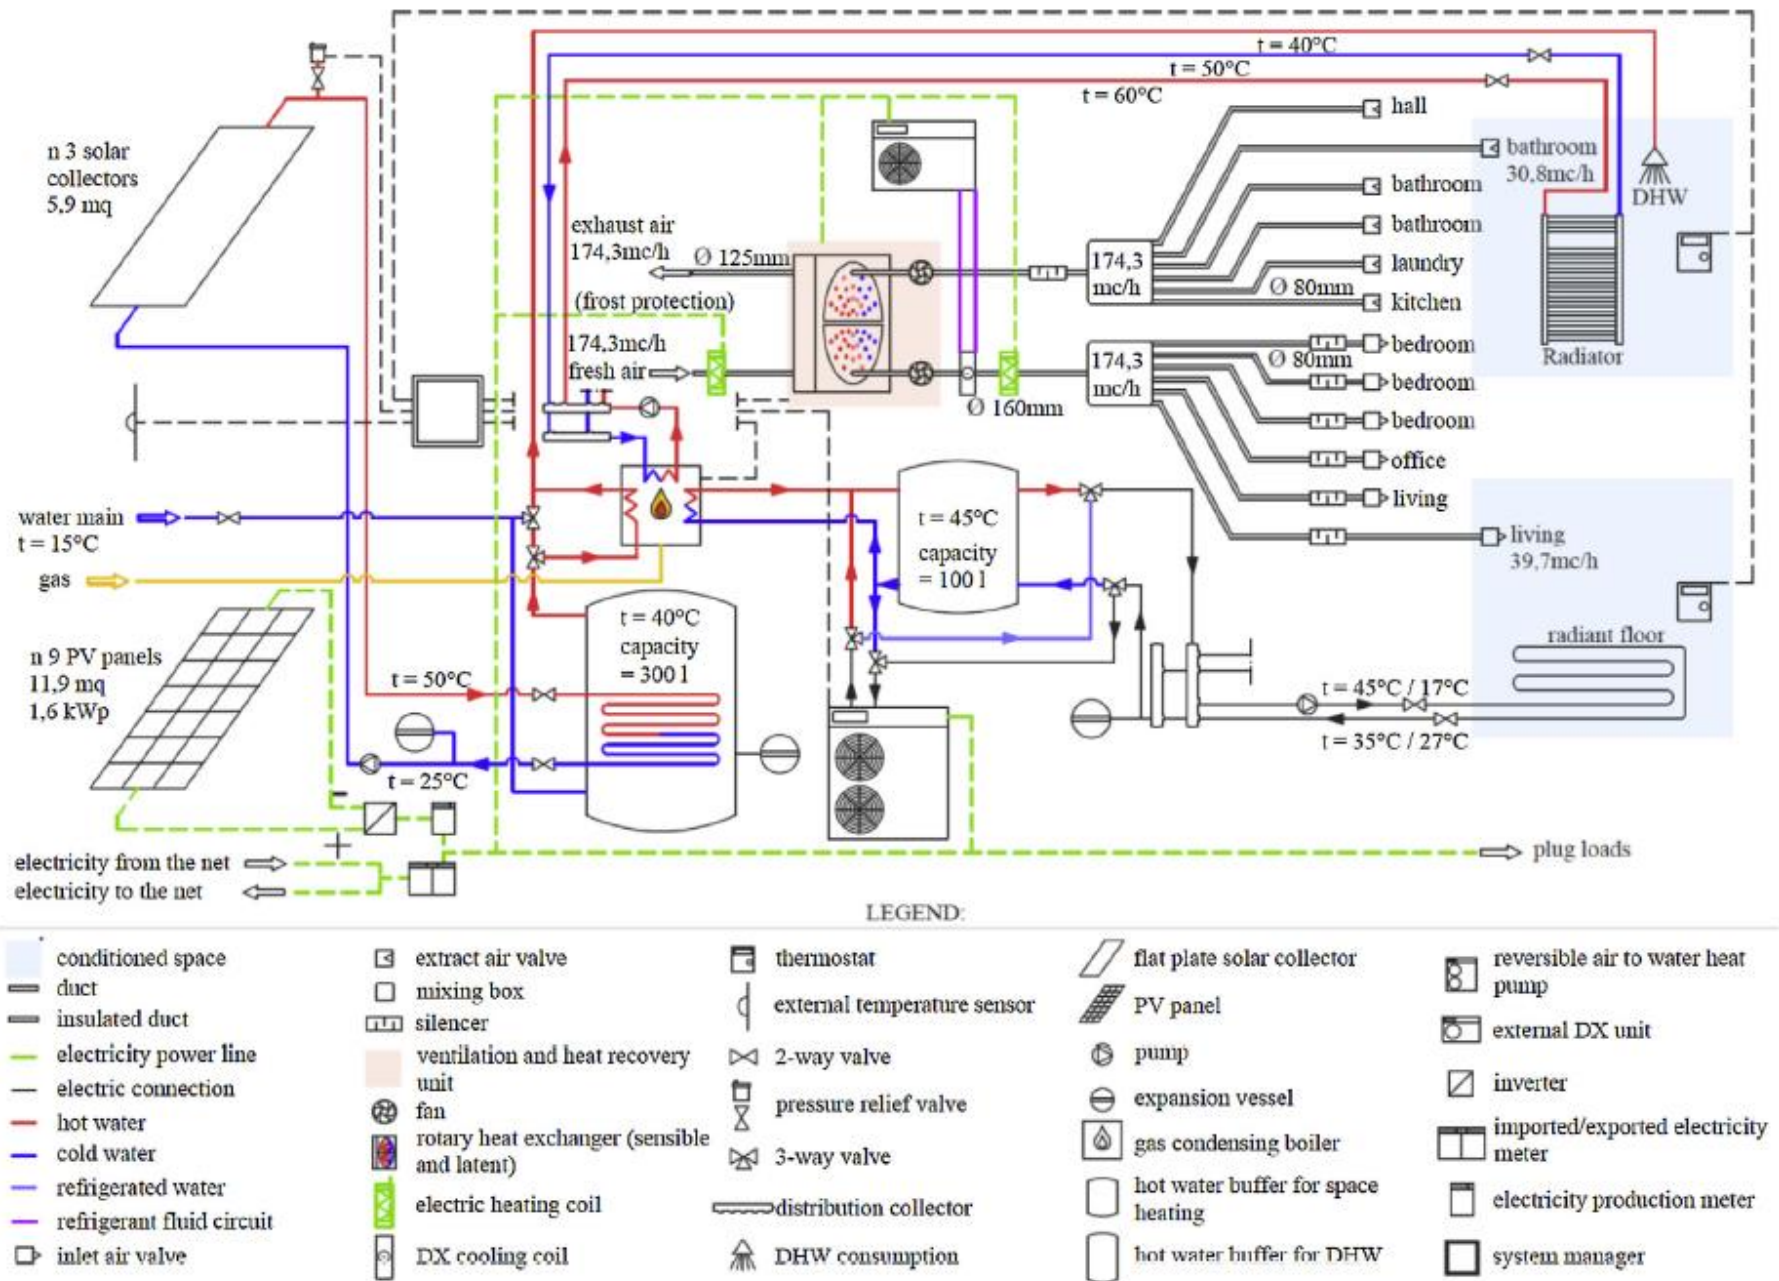 t = 40°C
t = 50°C
t = 60°C
hall
n 3 solar
collectors
5,9 mq
bathroom
30,8mc/h
DHW
bathroom
exhaust air
174,3mc/h
Ø 125mm
bathroom
174,3
mc/h
laundry
Ø 80mm
kitchen
(frost protection)
174,3mc/h
fresh air
174,3
mc/h
bedroom
Ø 80mm
bedroom
Radiator
Ø 160mm
bedroom
office
living
water main
t = 15°C
gas
t = 45°C
capacity
= 100 l
living
39,7mc/h
t = 40°C
capacity
= 300 l
radiant floor
n 9 PV panels
11,9 mq
1,6 kWp
t = 50°C
t = 45°C / 17°C
t = 35°C / 27°C
t = 25°C
-
+
electricity from the net
electricity to the net
plug loads
LEGEND:
conditioned space
duct
insulated duct
electricity power line
electric connection
hot water
cold water
refrigerated water
refrigerant fluid circuit
inlet air valve
extract air valve
mixing box
silencer
ventilation and heat recovery
unit
fan
rotary heat exchanger (sensible
and latent)
electric heating coil
DX cooling coil
thermostat
external temperature sensor
2-way valve
pressure relief valve
3-way valve
distribution collector
DHW consumption
flat plate solar collector
PV panel
pump
expansion vessel
gas condensing boiler
hot water buffer for space
heating
hot water buffer for DHW
reversible air to water heat
pump
external DX unit
inverter
imported/exported electricity
meter
electricity production meter
system manager